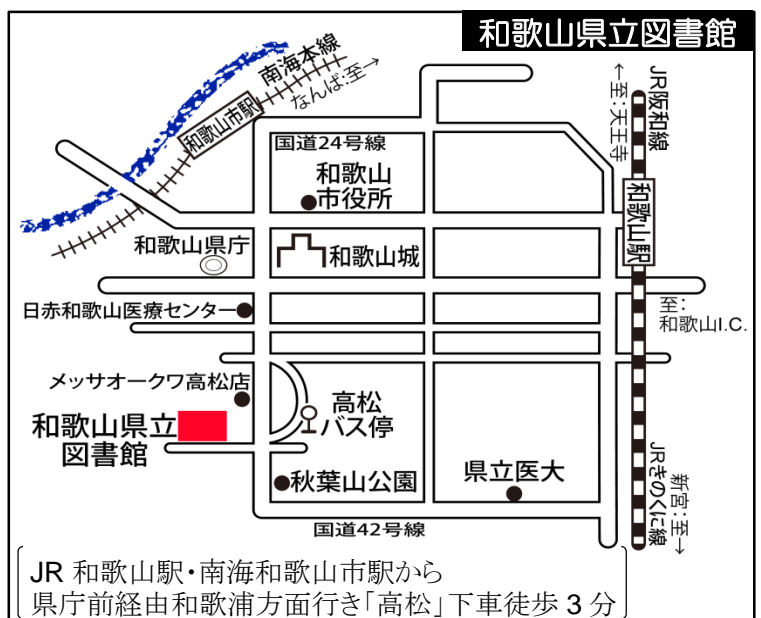 和歌山県立図書館
南海本線
なんば:至→
和歌山市駅
国道24号線
和歌山
市役所
←至:天王寺
JR阪和線
和歌山駅
和歌山県庁
和歌山城
日赤和歌山医療センター
至:
和歌山I.C.
メッサオークワ高松店
高松
バス停
和歌山県立
図書館
秋葉山公園
県立医大
JRきのくに線
新宮:至→
国道42号線
JR 和歌山駅・南海和歌山市駅から
県庁前経由和歌浦方面行き「高松」下車徒歩 3 分